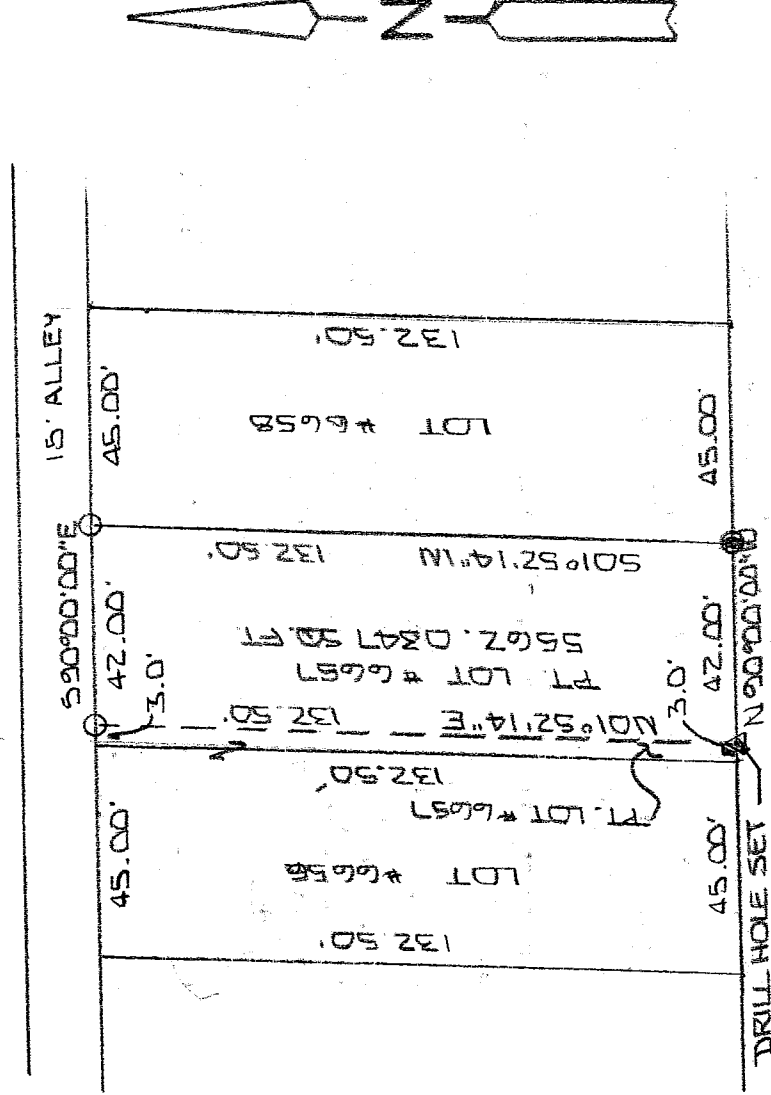 N
15' ALLEY
S90°00'00"E
45.00'
42.00'
3.0'
45.00'
132.50'
LOT #6658
S01°52'14"W
132.50'
5562.0347 SQ.FT.
PT. LOT #6657
N01°52'14"E
132.50'
132.50'
PT. LOT #6657
LOT #6656
132.50'
45.00'
42.00'
3.0'
45.00'
N90°00'00"W
DRILL HOLE SET